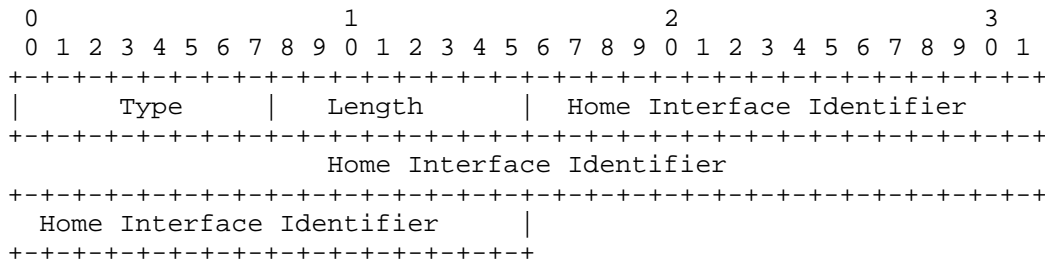 0                   1                   2                   3
 0 1 2 3 4 5 6 7 8 9 0 1 2 3 4 5 6 7 8 9 0 1 2 3 4 5 6 7 8 9 0 1
+-+-+-+-+-+-+-+-+-+-+-+-+-+-+-+-+-+-+-+-+-+-+-+-+-+-+-+-+-+-+-+-+
|      Type     |   Length      |  Home Interface Identifier
+-+-+-+-+-+-+-+-+-+-+-+-+-+-+-+-+-+-+-+-+-+-+-+-+-+-+-+-+-+-+-+-+
                    Home Interface Identifier
+-+-+-+-+-+-+-+-+-+-+-+-+-+-+-+-+-+-+-+-+-+-+-+-+-+-+-+-+-+-+-+-+
  Home Interface Identifier     |
+-+-+-+-+-+-+-+-+-+-+-+-+-+-+-+-+